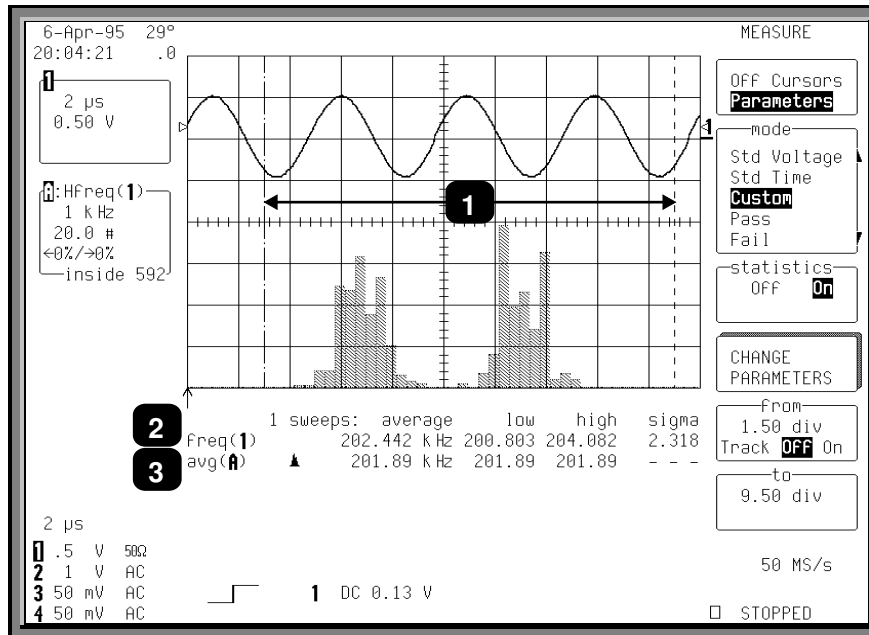 6-Apr-95 29°
20:04:21 .0
1
2 µs
0.50 V
A:Hfreq(1)
1 kHz
20.0 #
←0%/→0%
inside 592
1
1
2
3
1 sweeps: average low high sigma
freq(1) 202.442 kHz 200.803 204.082 2.318
avg(A) 201.89 kHz 201.89 201.89 - - -
2 µs
1 .5 V 50Ω
2 1 V AC
3 50 mV AC
4 50 mV AC
1 DC 0.13 V
MEASURE
Off Cursors
Parameters
mode
Std Voltage
Std Time
Custom
Pass
Fail
statistics
Off On
CHANGE
PARAMETERS
from
1.50 div
Track Off On
to
9.50 div
50 MS/s
STOPPED